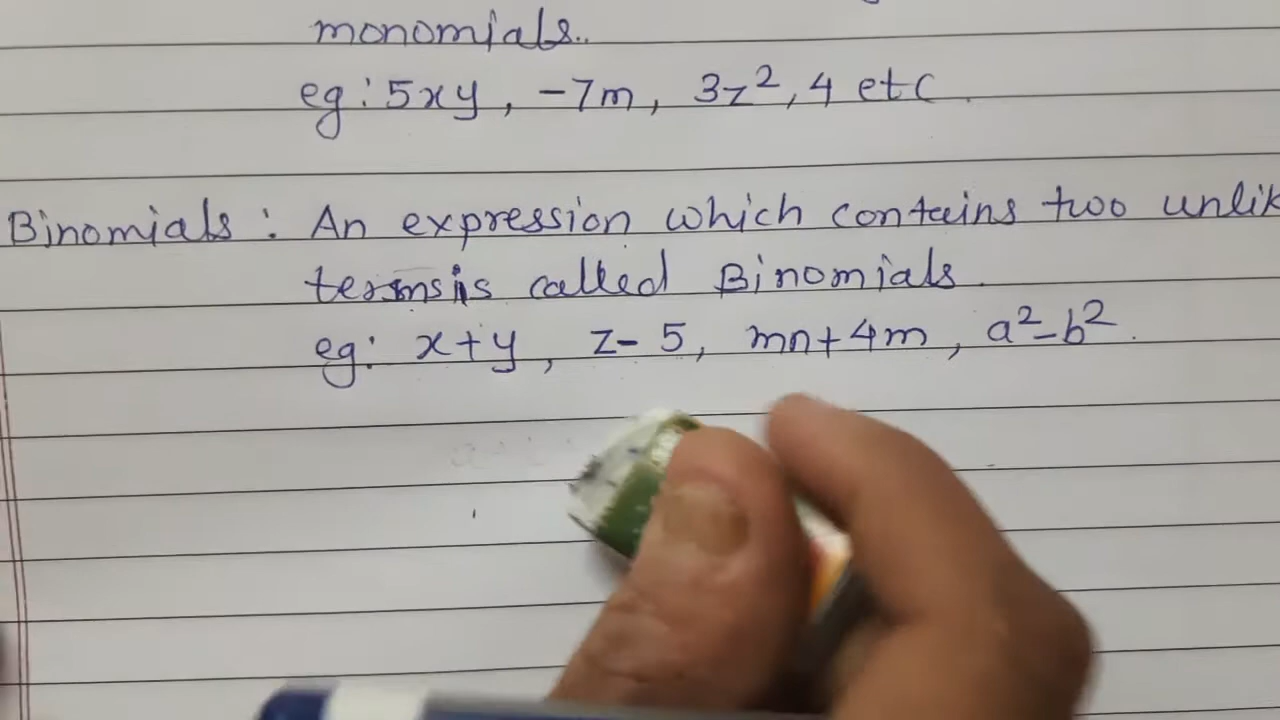 monomials..
eg: 5xy, -7m, 3z², 4 etc.
Binomials: An expression which contains two unlik
terms is called Binomials.
eg: x+y, z-5, mn+4m, a²-b².